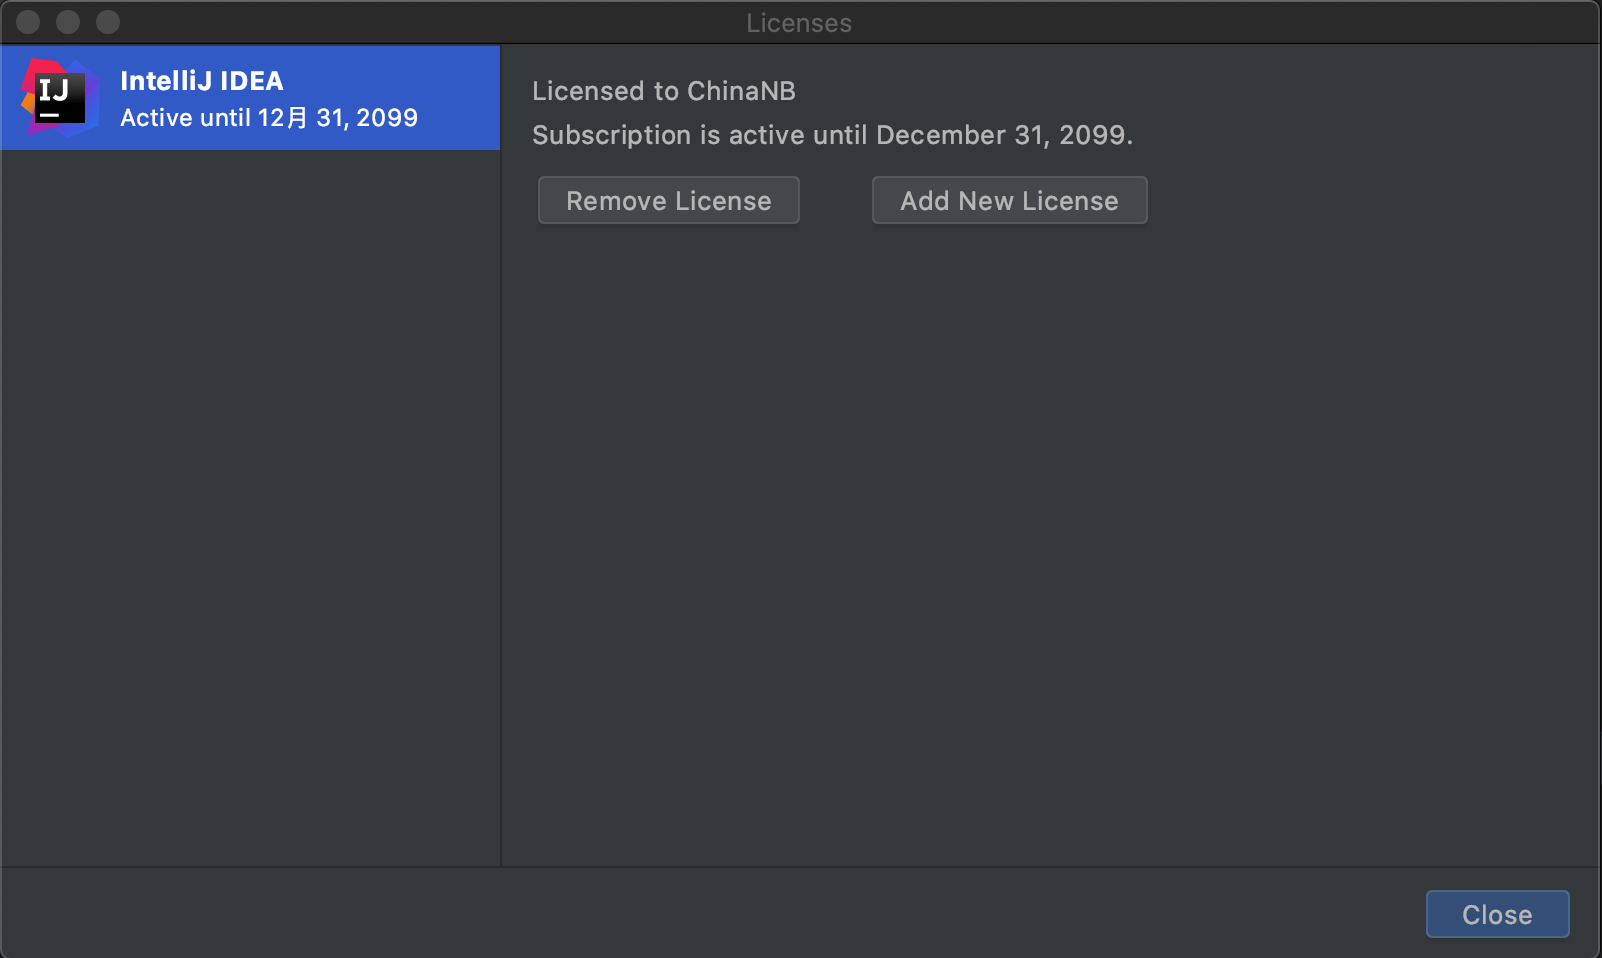 Licenses
IJ
IntelliJ IDEA
Active until 12月 31, 2099
Licensed to ChinaNB
Subscription is active until December 31, 2099.
Remove License
Add New License
Close